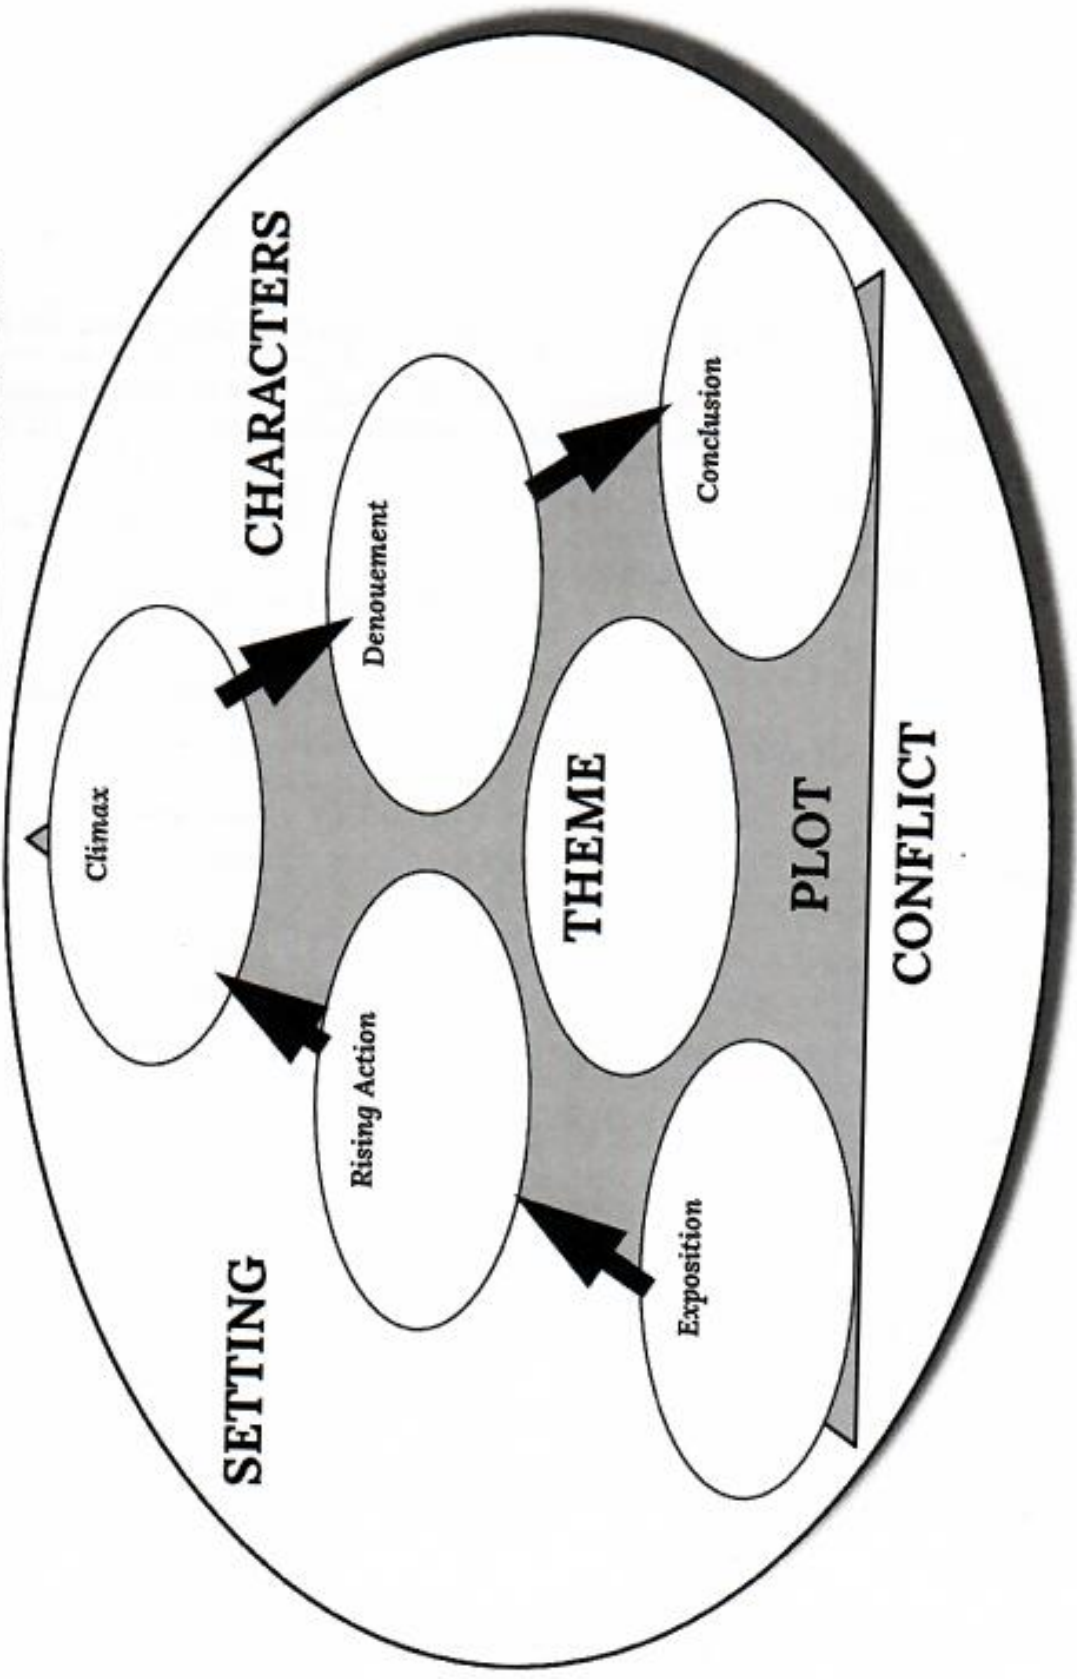 Climax
SETTING
CHARACTERS
Rising Action
Denouement
THEME
Exposition
Conclusion
PLOT
CONFLICT